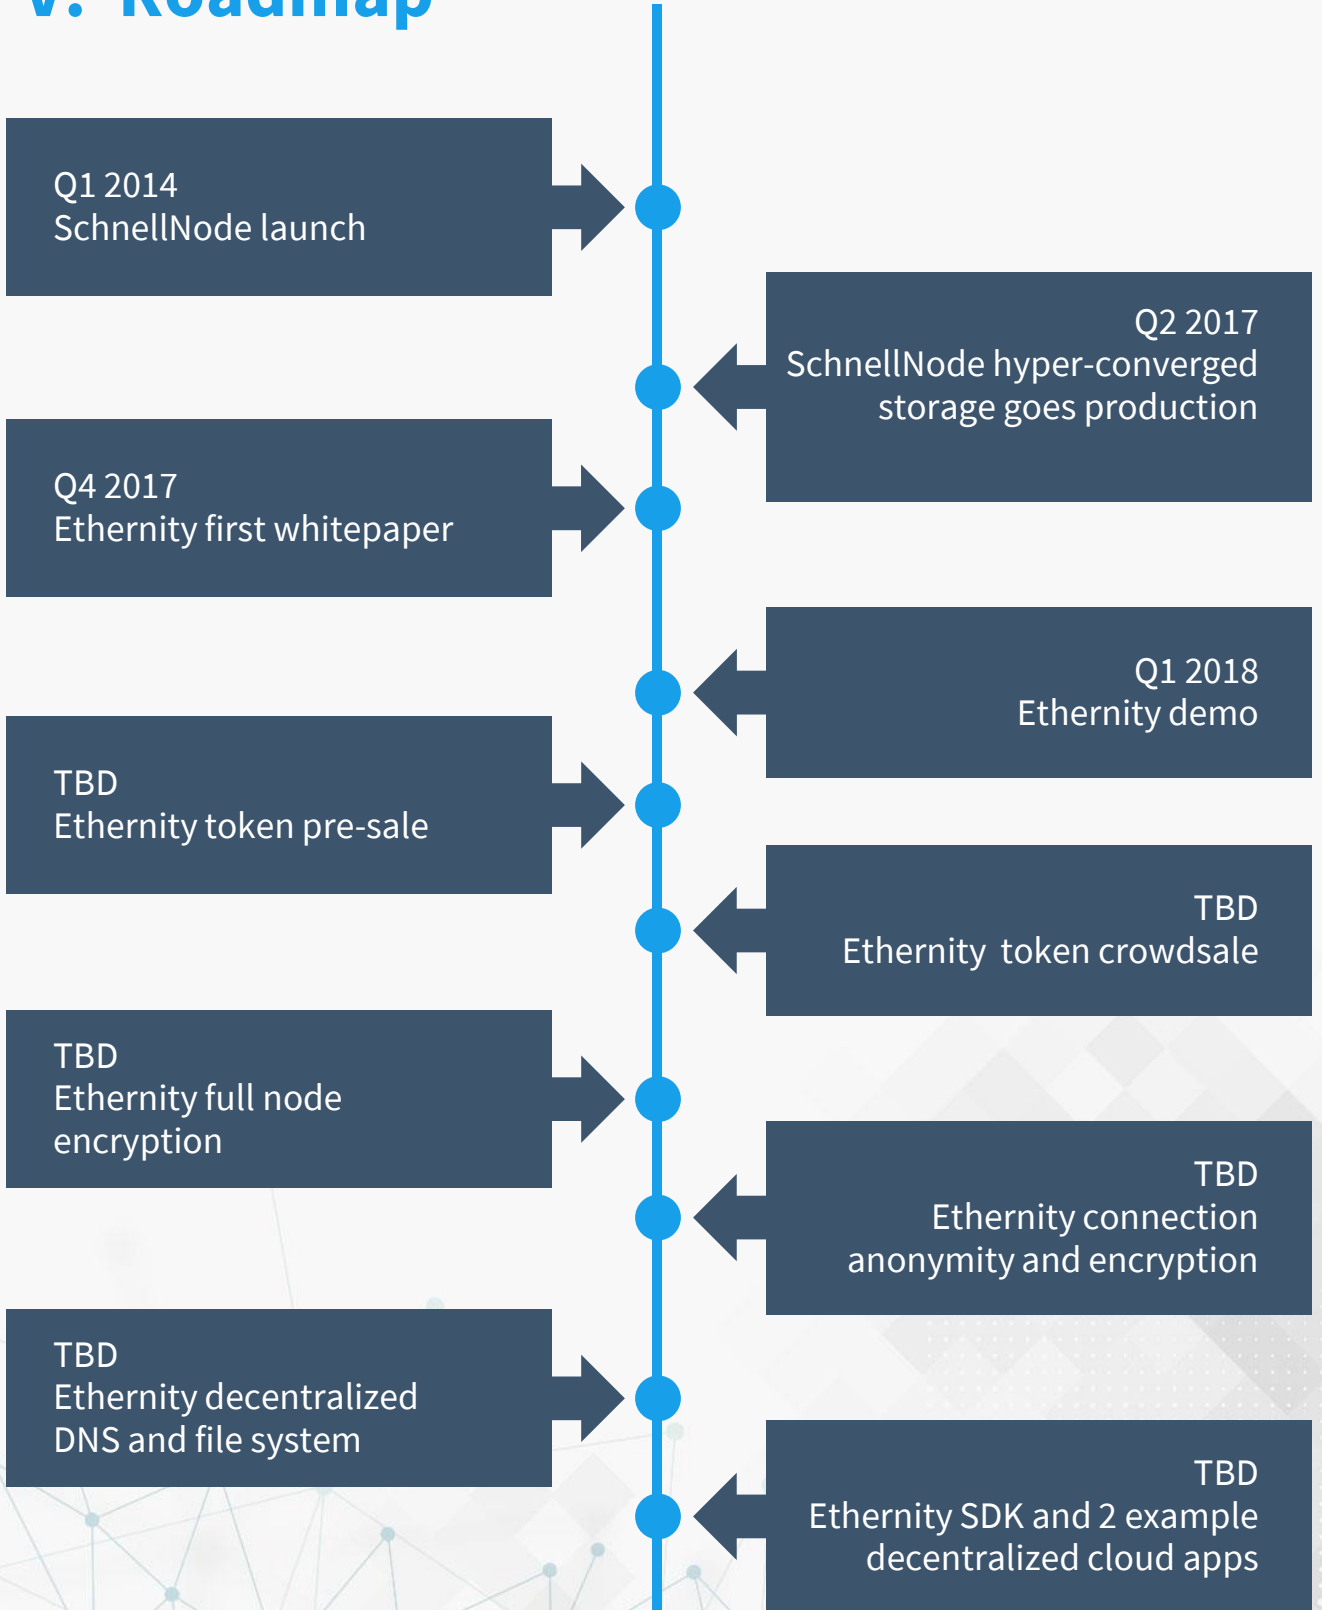 V. Roadmap
Q1 2014
SchnellNode launch
Q2 2017
SchnellNode hyper-converged
storage goes production
Q4 2017
Ethernity first whitepaper
Q1 2018
Ethernity demo
TBD
Ethernity token pre-sale
TBD
Ethernity  token crowdsale
TBD
Ethernity full node
encryption
TBD
Ethernity connection
anonymity and encryption
TBD
Ethernity decentralized
DNS and file system
TBD
Ethernity SDK and 2 example
decentralized cloud apps